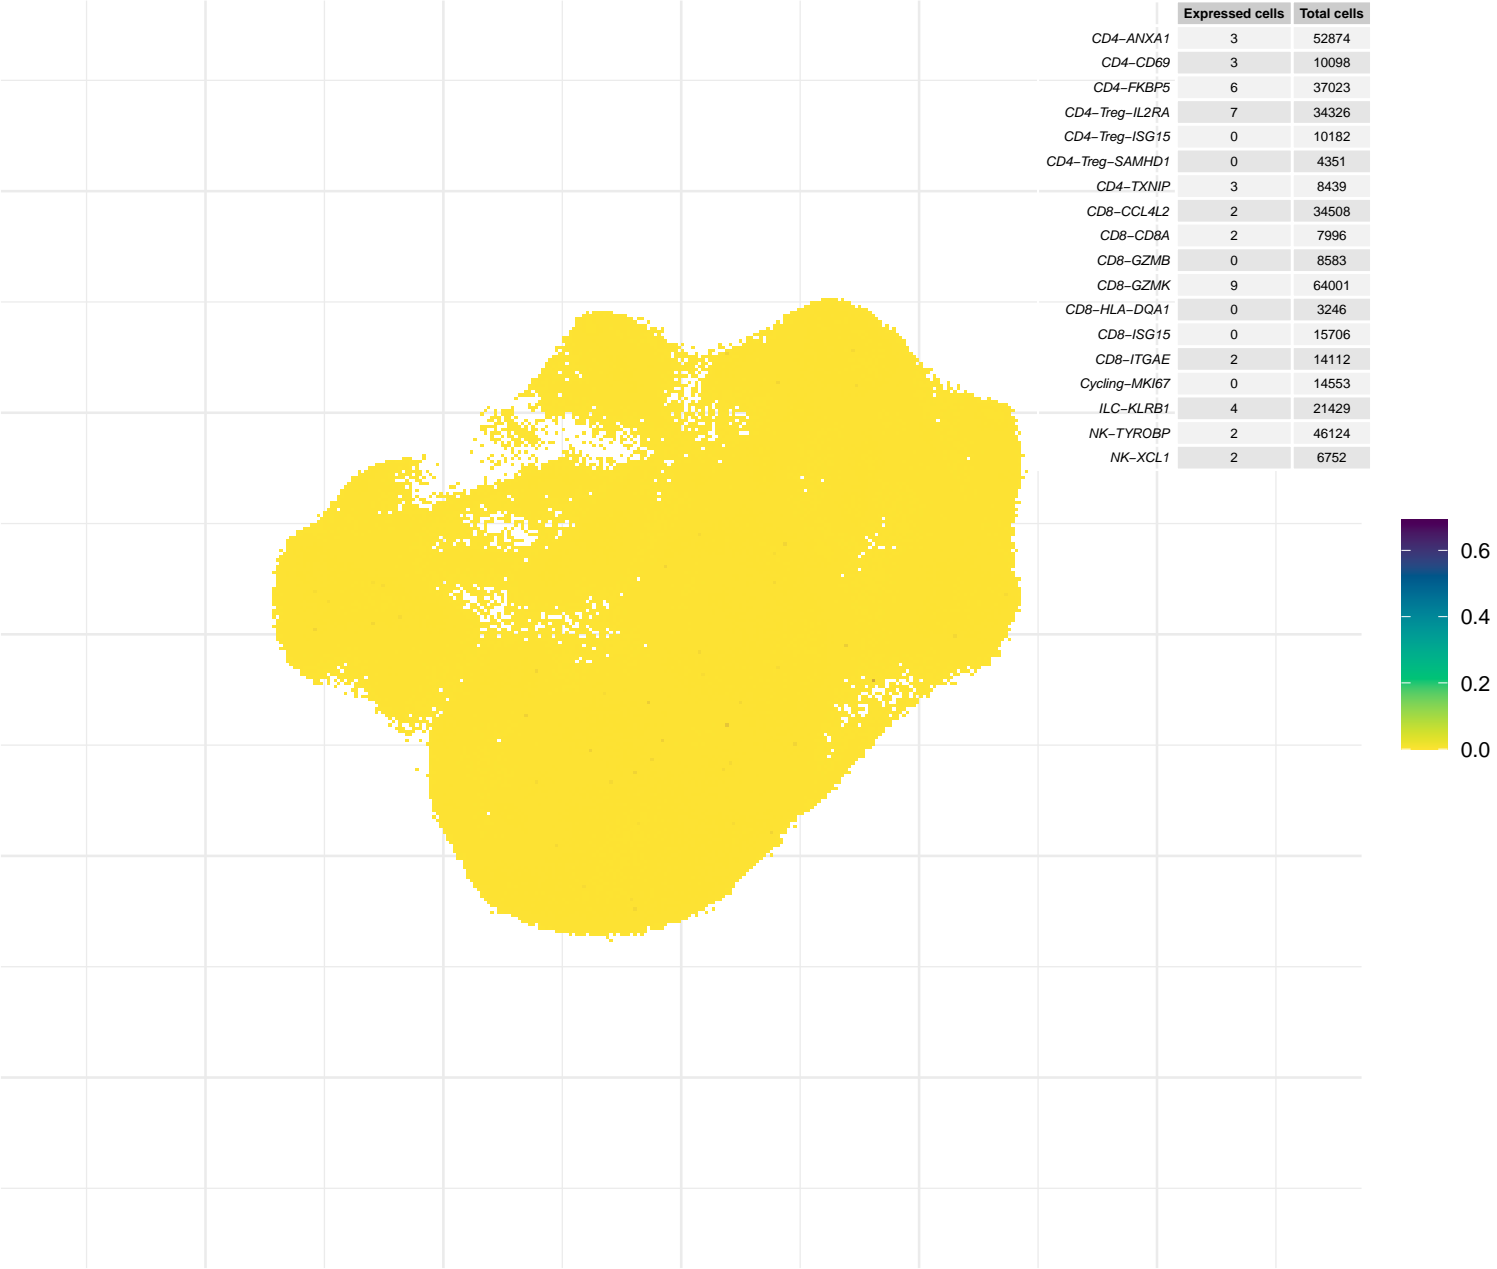 Expressed cells Total cells
CD4−ANXA1 3 52874
CD4−CD69 3 10098
CD4−FKBP5 6 37023
CD4−Treg−IL2RA 7 34326
CD4−Treg−ISG15 0 10182
CD4−Treg−SAMHD1 0 4351
CD4−TXNIP 3 8439
CD8−CCL4L2 2 34508
CD8−CD8A 2 7996
CD8−GZMB 0 8583
CD8−GZMK 9 64001
CD8−HLA−DQA1 0 3246
CD8−ISG15 0 15706
CD8−ITGAE 2 14112
Cycling−MKI67 0 14553
ILC−KLRB1 4 21429
NK−TYROBP 2 46124
NK−XCL1 2 6752
0.6
0.4
0.2
0.0